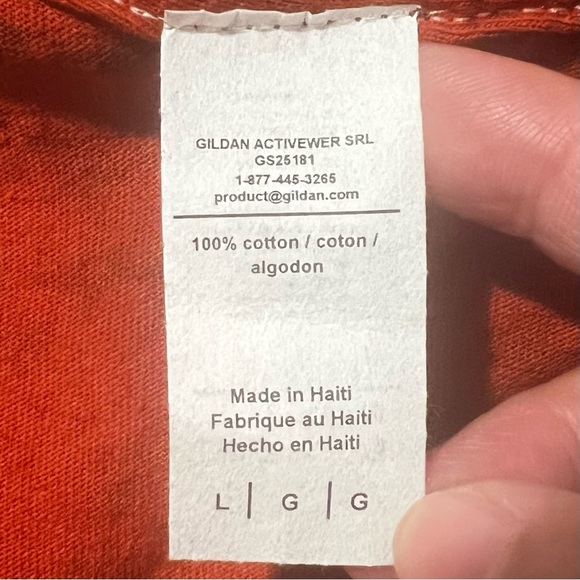 GILDAN ACTIVEWER SRL
GS25181
1-877-445-3265
product@gildan.com
100% cotton / coton /
algodon
Made in Haiti
Fabrique au Haiti
Hecho en Haiti
L | G | G